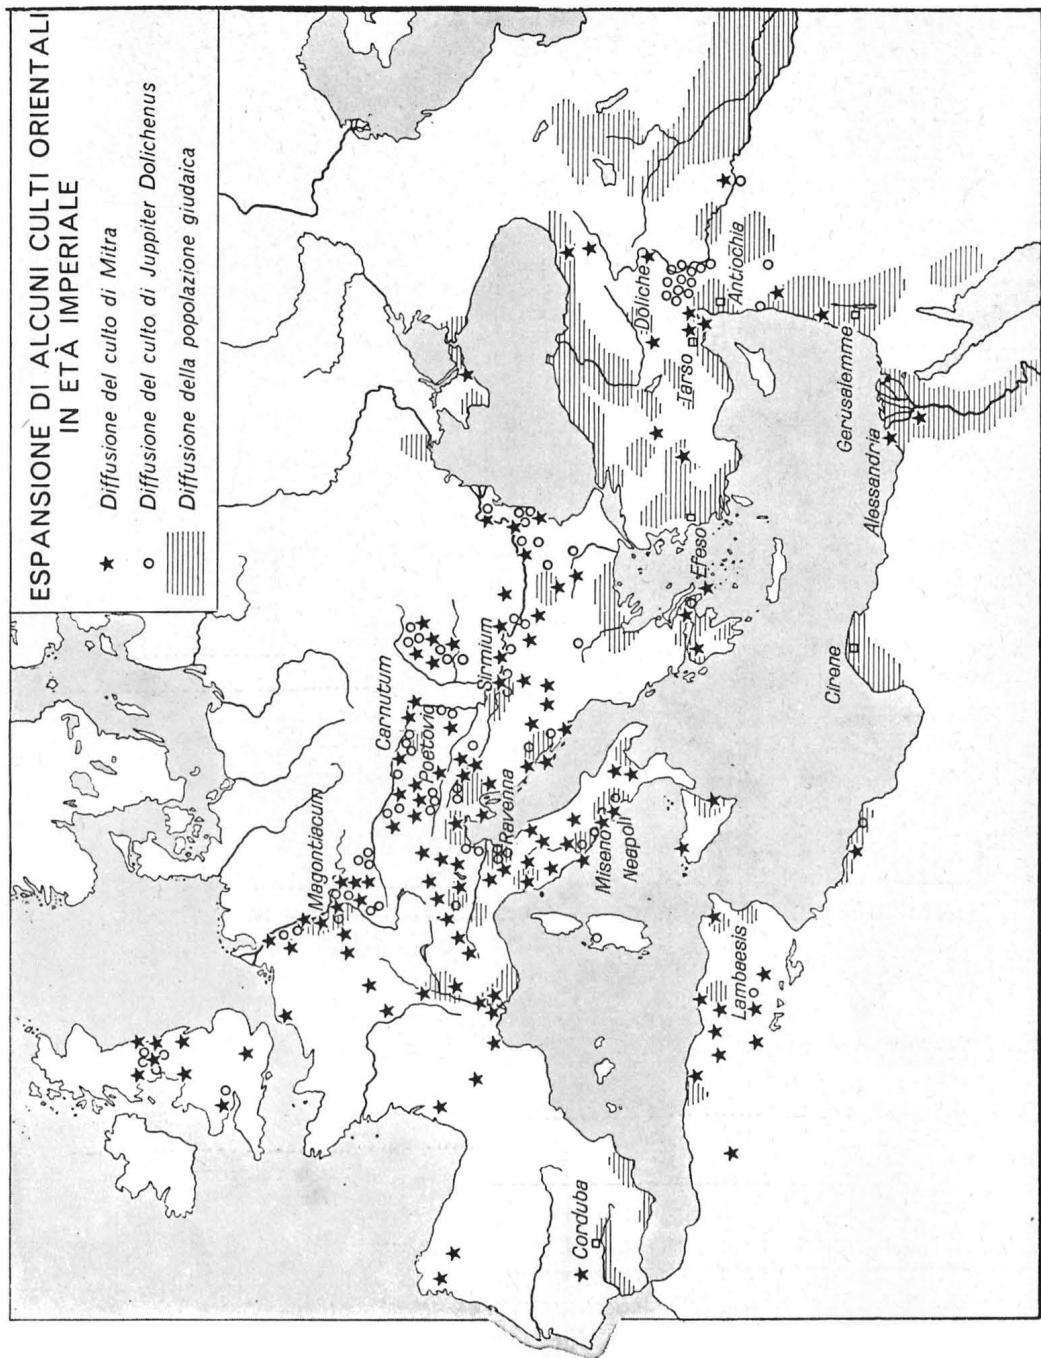 ESPANSIONE DI ALCUNI CULTI ORIENTALI
IN ETÀ IMPERIALE
Diffusione del culto di Mitra
Diffusione del culto di Juppiter Dolichenus
Diffusione della popolazione giudaica
Magontiacum
Carnutum
Poetovio
Sirmium
Ravenna
Miseno
Neapoli
Corduba
Lambaesis
Cirene
Efeso
Doliche
Tarso
Antiochia
Gerusalemme
Alessandria